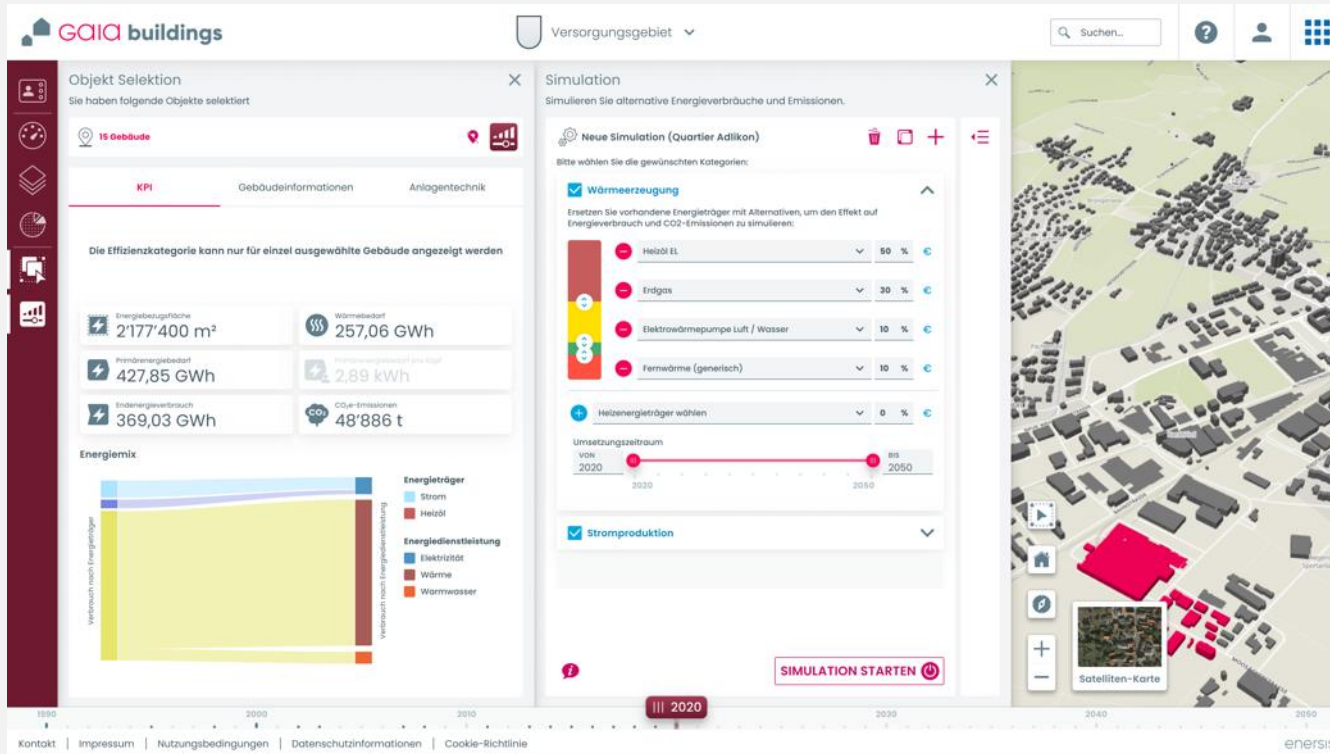 GAIA buildings
Versorgungsgebiet
Suchen...
Objekt Selektion
Sie haben folgende Objekte selektiert
15 Gebäude
KPI
Gebäudeinformationen
Anlagentechnik
Die Effizienzkategorie kann nur für einzel ausgewählte Gebäude angezeigt werden
Energiebezugsfläche
2'177'400 m²
Wärmebedarf
257,06 GWh
Primärenergiebedarf
427,85 GWh
2,89 kWh
Endenergieverbrauch
369,03 GWh
CO₂
CO₂e-Emissionen
48'886 t
Energiemix
Verbrauch nach Energieträger
Verbrauch nach Energiedienstleistung
Energieträger
Strom
Heizöl
Energiedienstleistung
Elektrizität
Wärme
Warmwasser
Simulation
Simulieren Sie alternative Energieverbräuche und Emissionen.
Neue Simulation (Quartier Adlikon)
Bitte wählen Sie die gewünschten Kategorien:
Wärmeerzeugung
Ersetzen Sie vorhandene Energieträger mit Alternativen, um den Effekt auf
Energieverbrauch und CO2-Emissionen zu simulieren:
Heizöl EL 50 % €
Erdgas 30 % €
Elektrowärmepumpe Luft / Wasser 10 % €
Fernwärme (generisch) 10 % €
Heizenergieträger wählen 0 % €
Umsetzungszeitraum
VON
2020
BIS
2050
2020
2050
Stromproduktion
SIMULATION STARTEN
Satelliten-Karte
1990
2000
2010
2020
2030
2040
2050
Kontakt | Impressum | Nutzungsbedingungen | Datenschutzinformationen | Cookie-Richtlinie